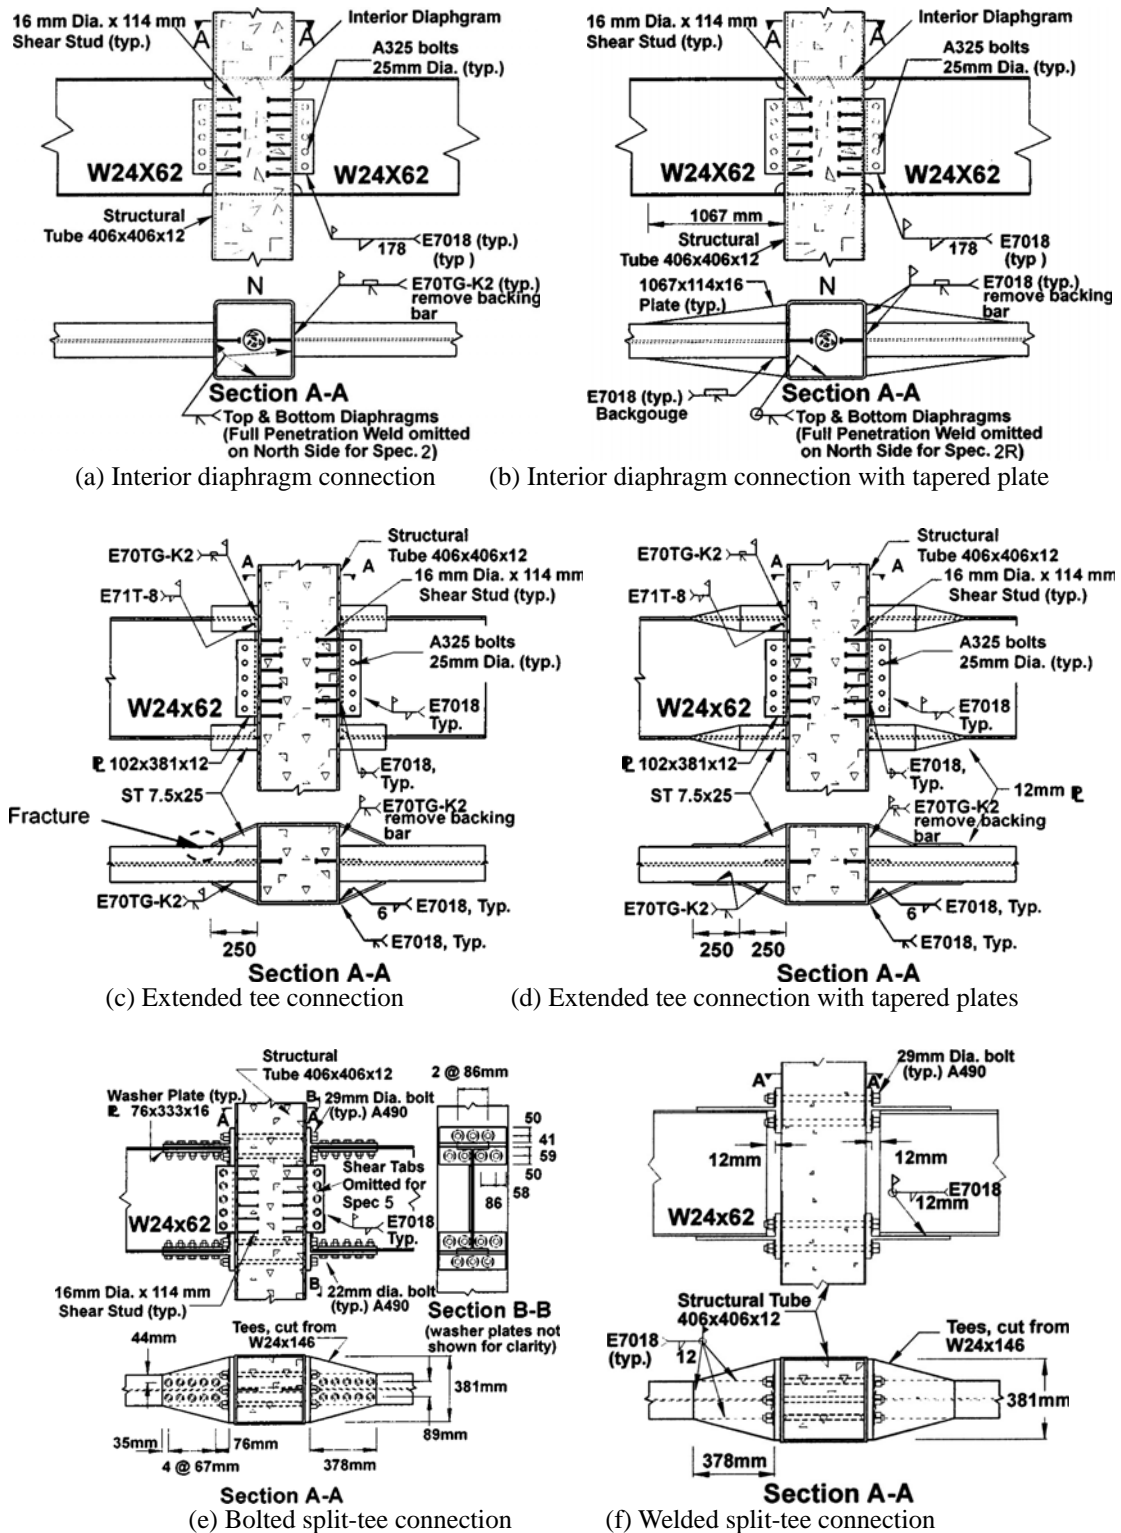 16 mm Dia. x 114 mm
Shear Stud (typ.)
A
A
Interior Diaphgram
A325 bolts
25mm Dia. (typ.)
W24X62
W24X62
Structural
Tube 406x406x12
178
E7018 (typ.)
(typ )
N
E70TG-K2 (typ.)
remove backing
bar
Section A-A
Top & Bottom Diaphragms
(Full Penetration Weld omitted
on North Side for Spec. 2)
(a) Interior diaphragm connection
16 mm Dia. x 114 mm
Shear Stud (typ.)
A
A
Interior Diaphgram
A325 bolts
25mm Dia. (typ.)
W24X62
W24X62
1067 mm
Structural
Tube 406x406x12
178
E7018
(typ )
N
1067x114x16
Plate (typ.)
E7018 (typ.)
remove backing
bar
E7018 (typ.)
Backgouge
Section A-A
Top & Bottom Diaphragms
(Full Penetration Weld omitted
on North Side for Spec. 2R)
(b) Interior diaphragm connection with tapered plate
E70TG-K2
Structural
Tube 406x406x12
A
A
E71T-8
16 mm Dia. x 114 mm
Shear Stud (typ.)
A325 bolts
25mm Dia. (typ.)
W24x62
E7018
Typ.
PL 102x381x12
E7018,
Typ.
ST 7.5x25
Fracture
E70TG-K2
remove backing
bar
E70TG-K2
6
E7018, Typ.
E7018, Typ.
250
Section A-A
(c) Extended tee connection
E70TG-K2
Structural
Tube 406x406x12
A
A
E71T-8
16 mm Dia. x 114 mm
Shear Stud (typ.)
A325 bolts
25mm Dia. (typ.)
W24x62
E7018
Typ.
PL 102x381x12
E7018,
Typ.
ST 7.5x25
12mm PL
E70TG-K2
remove backing
bar
E70TG-K2
6
E7018, Typ.
E7018, Typ.
250
250
Section A-A
(d) Extended tee connection with tapered plates
Structural
Tube 406x406x12
Washer Plate (typ.)
PL 76x333x16
A
B
A
29mm Dia. bolt
(typ.) A490
2 @ 86mm
50
41
59
50
58
86
Shear Tabs
Omitted for
Spec 5
W24x62
E7018
Typ.
16mm Dia. x 114 mm
Shear Stud (typ.)
B
22mm dia. bolt
(typ.) A490
Section B-B
(washer plates not
shown for clarity)
44mm
Tees, cut from
W24x146
381mm
35mm
76mm
89mm
4 @ 67mm
378mm
Section A-A
(e) Bolted split-tee connection
A
A
29mm Dia. bolt
(typ.) A490
12mm
12mm
E7018
12mm
W24x62
Structural Tube
406x406x12
E7018
(typ.)
12
Tees, cut from
W24x146
381mm
378mm
Section A-A
(f) Welded split-tee connection